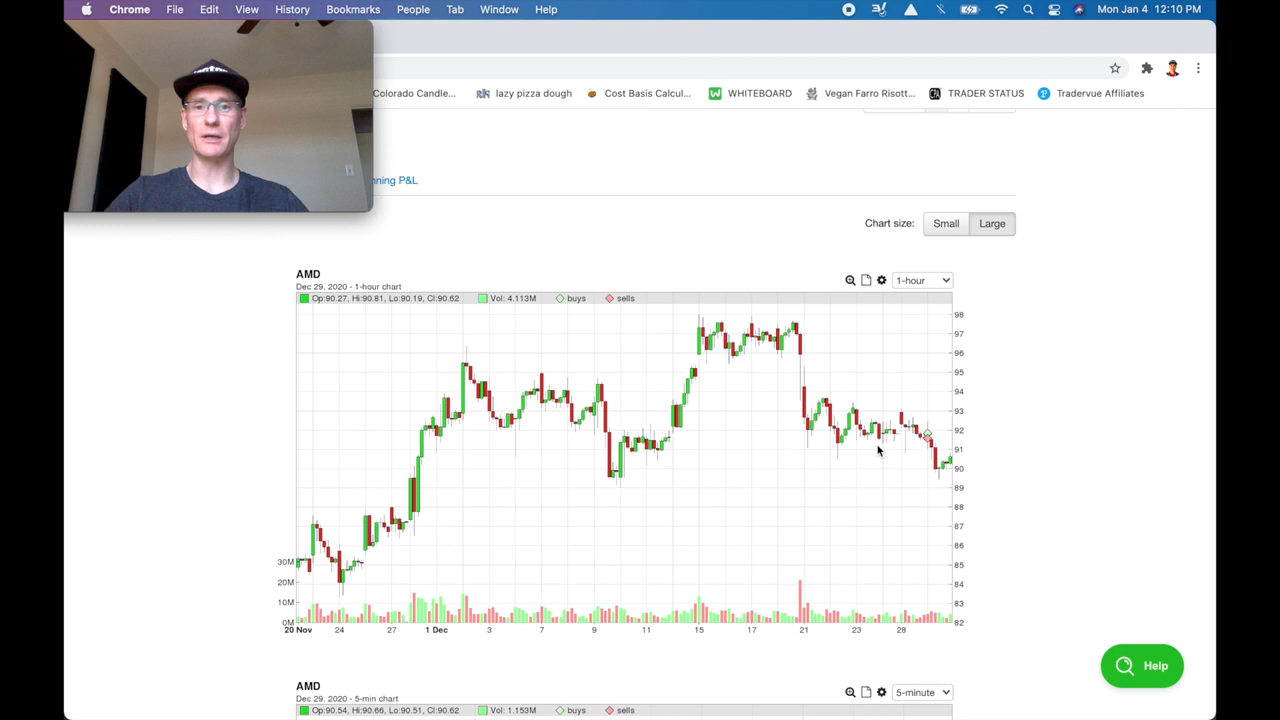 Chrome File Edit View History Bookmarks People Tab Window Help Mon Jan 4 12:10 PM
Colorado Candle... lazy pizza dough Cost Basis Calcul... WHITEBOARD Vegan Farro Risott... TRADER STATUS Tradervue Affiliates
nning P&L
Chart size: Small Large
AMD
Dec 29, 2020 - 1-hour chart
1-hour
Op:90.27, Hi:90.81, Lo:90.19, Cl:90.62 Vol: 4.113M buys sells
98
97
96
95
94
93
92
91
90
89
88
87
86
85
84
83
82
30M
20M
10M
0M
20 Nov 24 27 1 Dec 3 7 9 11 15 17 21 23 28
Help
AMD
Dec 29, 2020 - 5-min chart
5-minute
Op:90.54, Hi:90.66, Lo:90.51, Cl:90.62 Vol: 1.153M buys sells